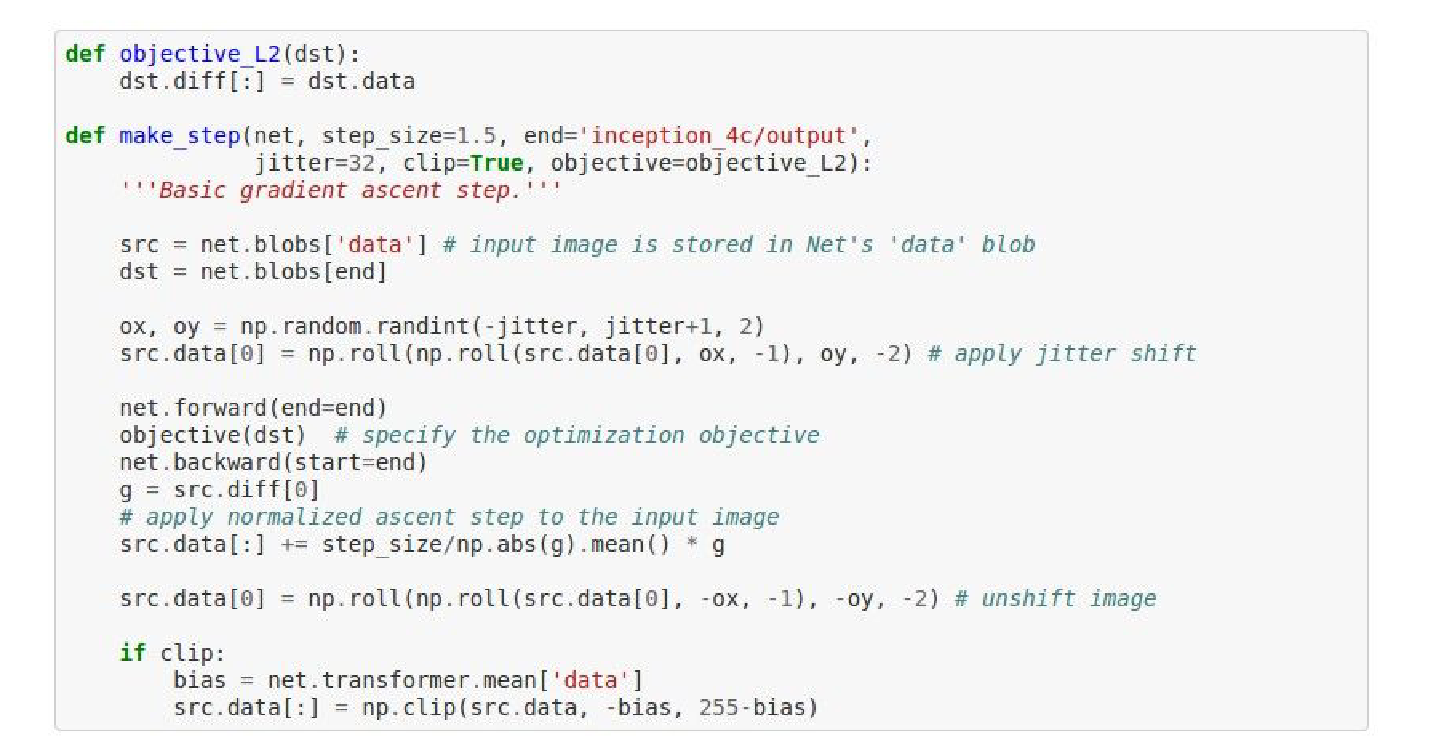 def objective_L2(dst):
    dst.diff[:] = dst.data
def make_step(net, step_size=1.5, end='inception_4c/output',
              jitter=32, clip=True, objective=objective_L2):
    '''Basic gradient ascent step.'''
    src = net.blobs['data'] # input image is stored in Net's 'data' blob
    dst = net.blobs[end]
    ox, oy = np.random.randint(-jitter, jitter+1, 2)
    src.data[0] = np.roll(np.roll(src.data[0], ox, -1), oy, -2) # apply jitter shift
    net.forward(end=end)
    objective(dst)  # specify the optimization objective
    net.backward(start=end)
    g = src.diff[0]
    # apply normalized ascent step to the input image
    src.data[:] += step_size/np.abs(g).mean() * g
    src.data[0] = np.roll(np.roll(src.data[0], -ox, -1), -oy, -2) # unshift image
    if clip:
        bias = net.transformer.mean['data']
        src.data[:] = np.clip(src.data, -bias, 255-bias)